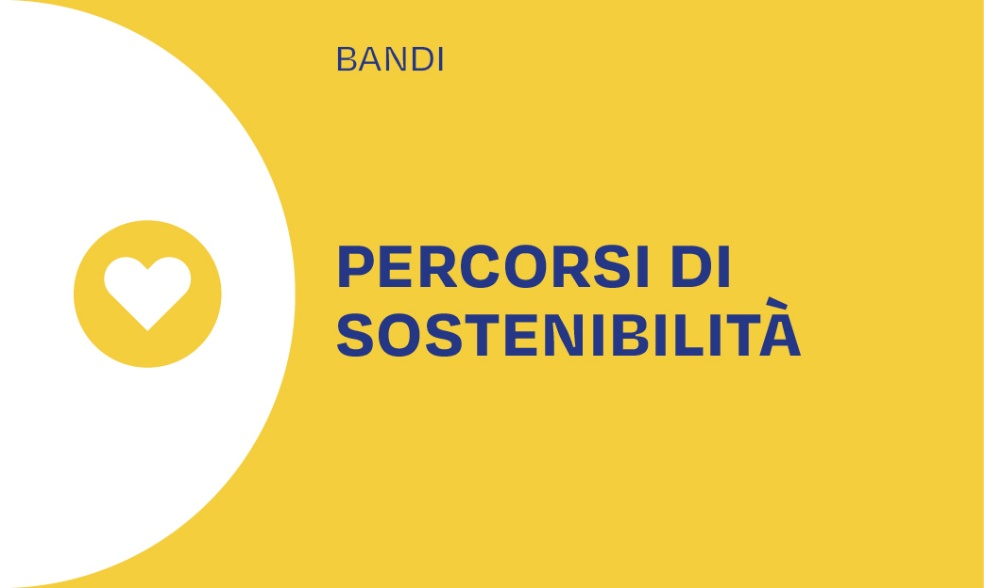 BANDI
PERCORSI DI
SOSTENIBILITÀ